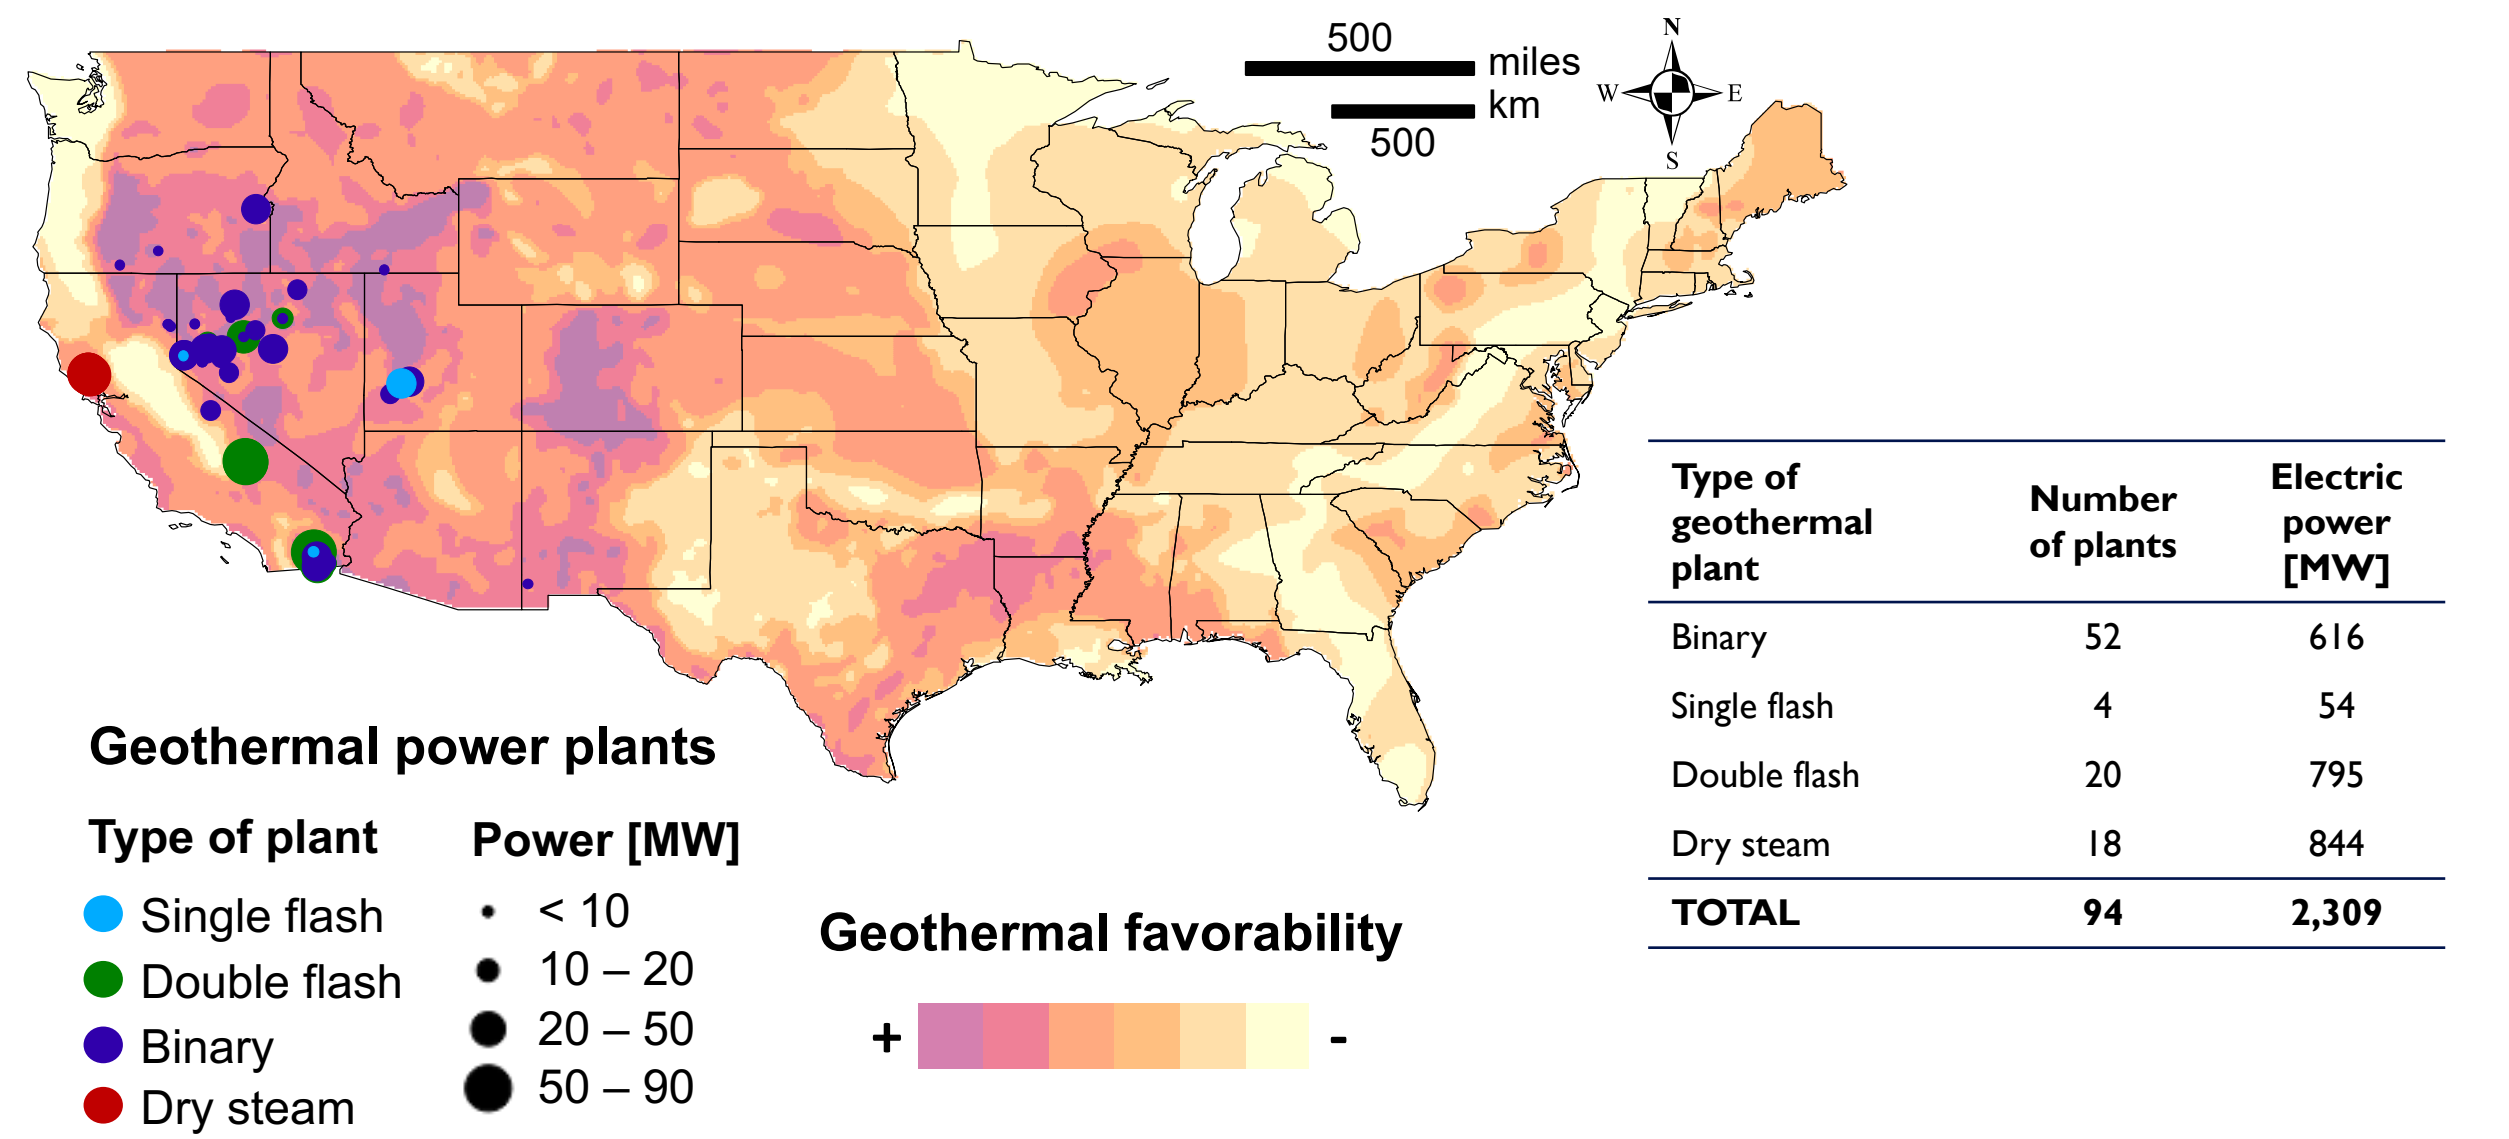 500
miles
km
500
N
W
E
S
Type of geothermal plant
Number of plants
Electric power [MW]
Binary 52 616
Single flash 4 54
Double flash 20 795
Dry steam 18 844
TOTAL 94 2,309
Geothermal power plants
Type of plant
Single flash
Double flash
Binary
Dry steam
Power [MW]
< 10
10 – 20
20 – 50
50 – 90
Geothermal favorability
+ -